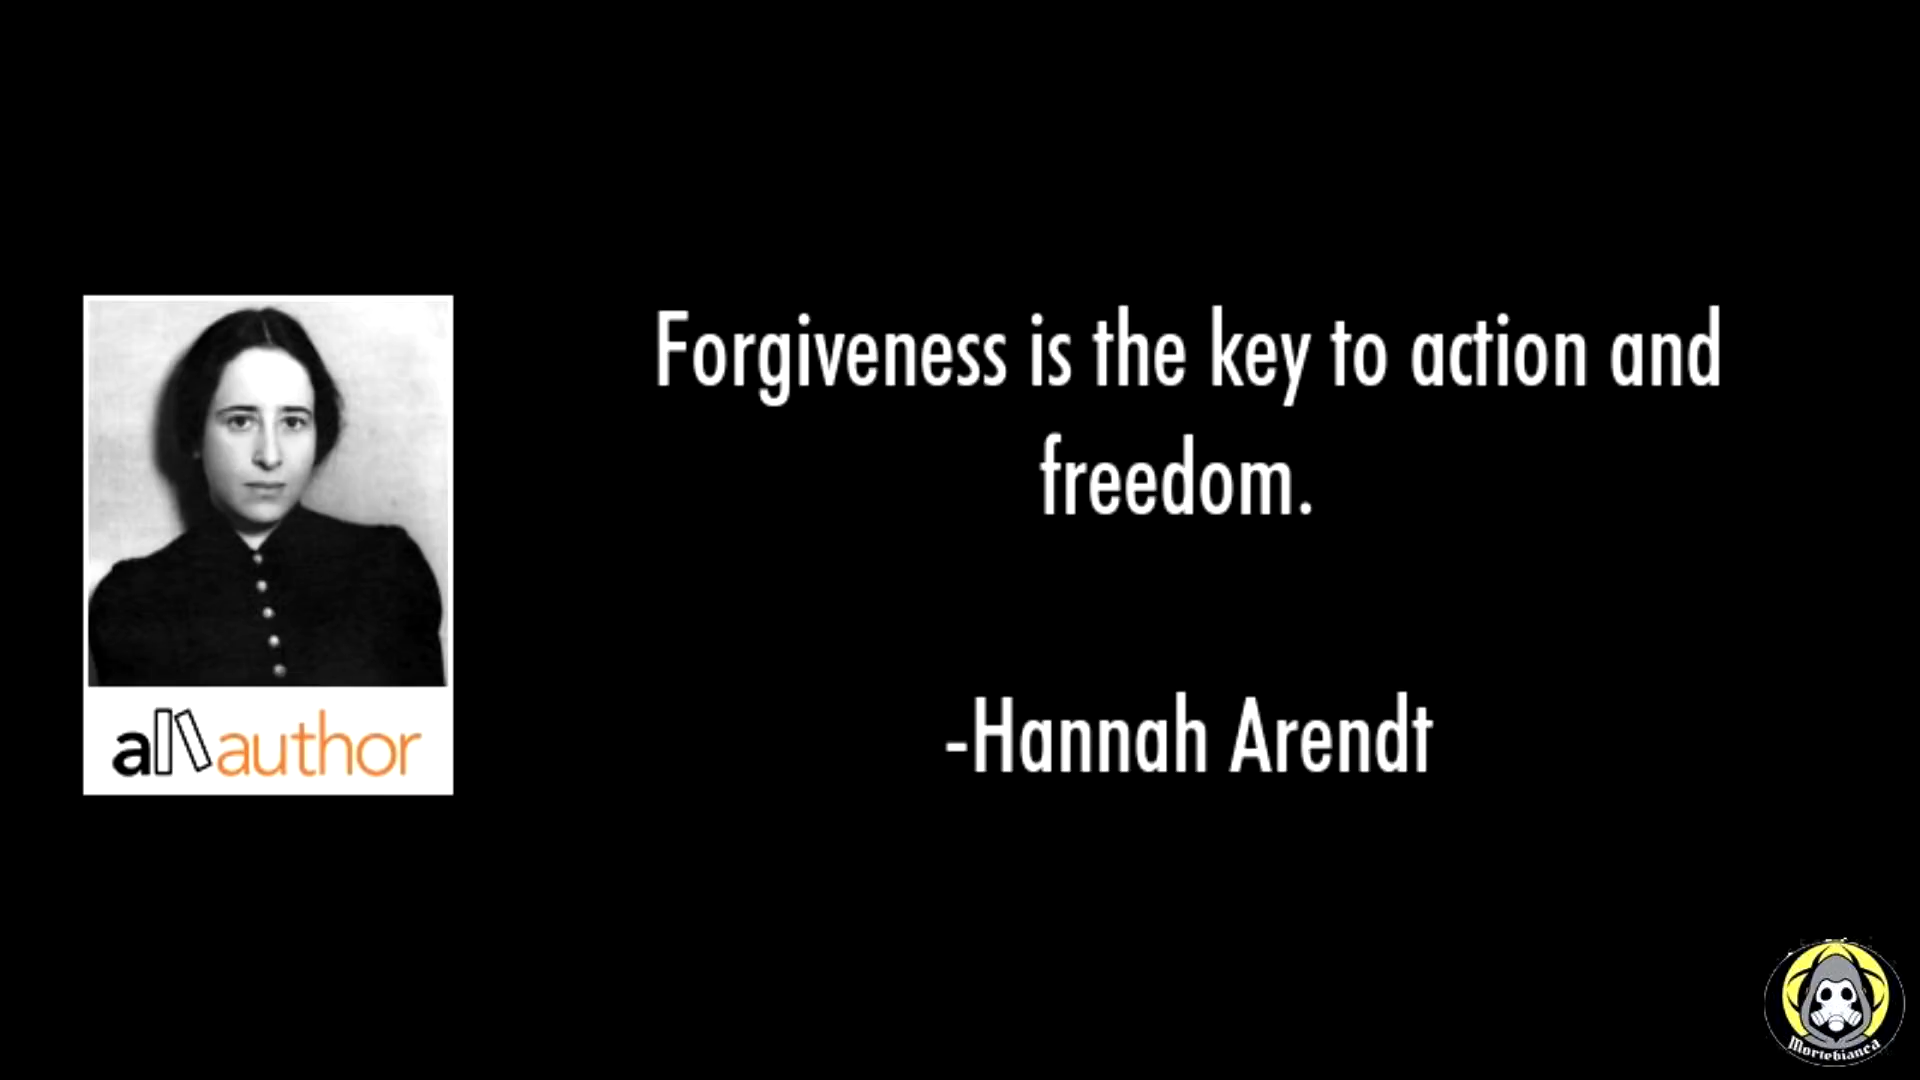 Forgiveness is the key to action and
freedom.
-Hannah Arendt
allauthor
Mortebianca